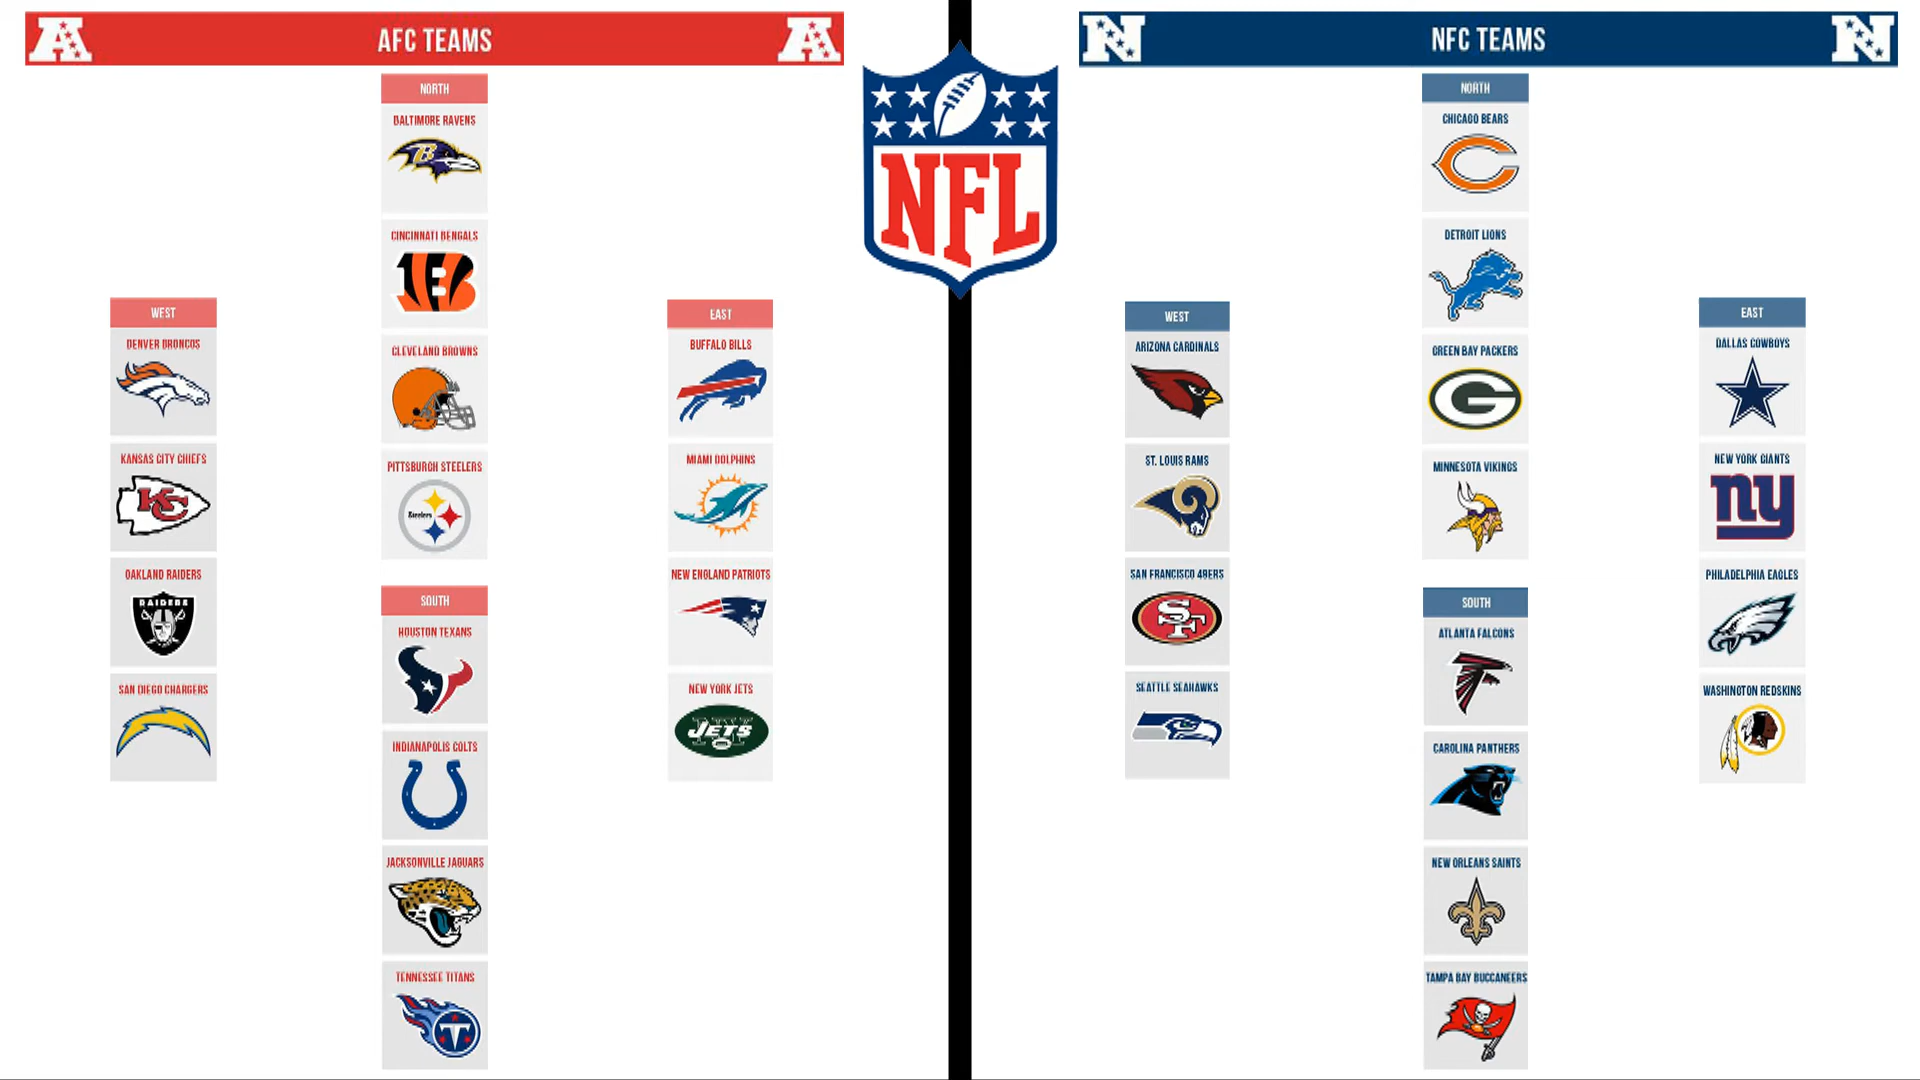 AFC TEAMS
NORTH
BALTIMORE RAVENS
B
CINCINNATI BENGALS
B
CLEVELAND BROWNS
PITTSBURGH STEELERS
Steelers
WEST
DENVER BRONCOS
KANSAS CITY CHIEFS
KC
OAKLAND RAIDERS
RAIDERS
SAN DIEGO CHARGERS
EAST
BUFFALO BILLS
MIAMI DOLPHINS
NEW ENGLAND PATRIOTS
NEW YORK JETS
NY
JETS
SOUTH
HOUSTON TEXANS
INDIANAPOLIS COLTS
JACKSONVILLE JAGUARS
TENNESSEE TITANS
T
NFL
NFC TEAMS
NORTH
CHICAGO BEARS
C
DETROIT LIONS
GREEN BAY PACKERS
G
MINNESOTA VIKINGS
WEST
ARIZONA CARDINALS
ST. LOUIS RAMS
SAN FRANCISCO 49ERS
SF
SEATTLE SEAHAWKS
EAST
DALLAS COWBOYS
NEW YORK GIANTS
ny
PHILADELPHIA EAGLES
WASHINGTON REDSKINS
SOUTH
ATLANTA FALCONS
CAROLINA PANTHERS
NEW ORLEANS SAINTS
TAMPA BAY BUCCANEERS